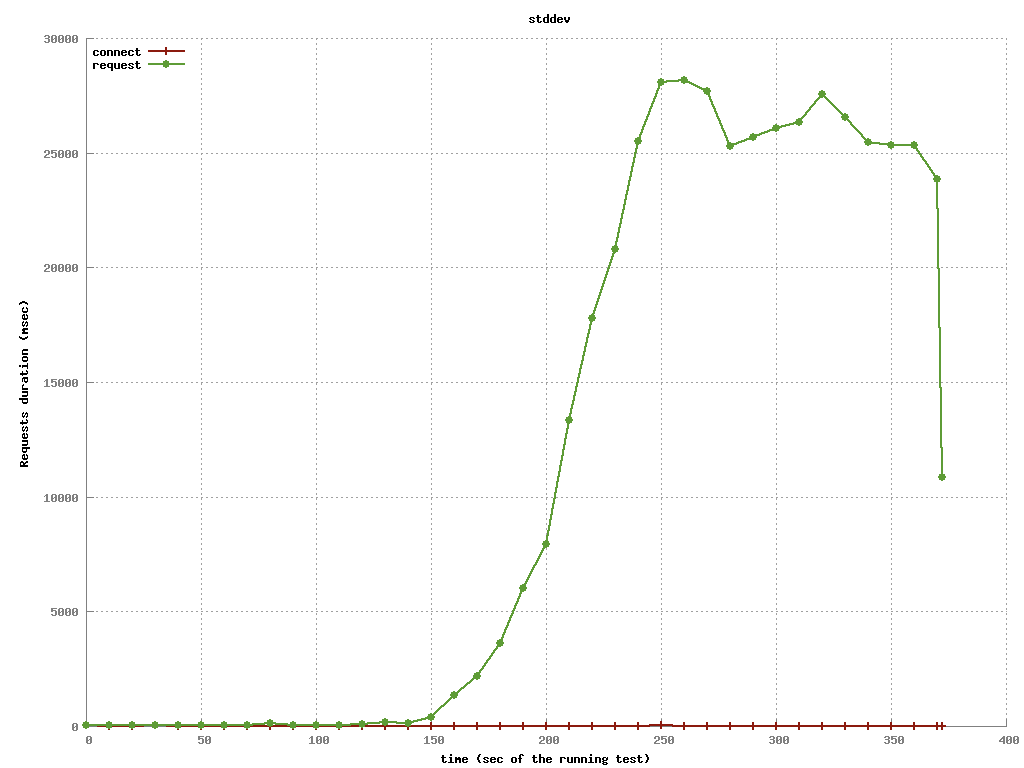 stddev
30000
connect
request
25000
20000
15000
10000
5000
0
Requests duration (msec)
0 50 100 150 200 250 300 350 400
time (sec of the running test)